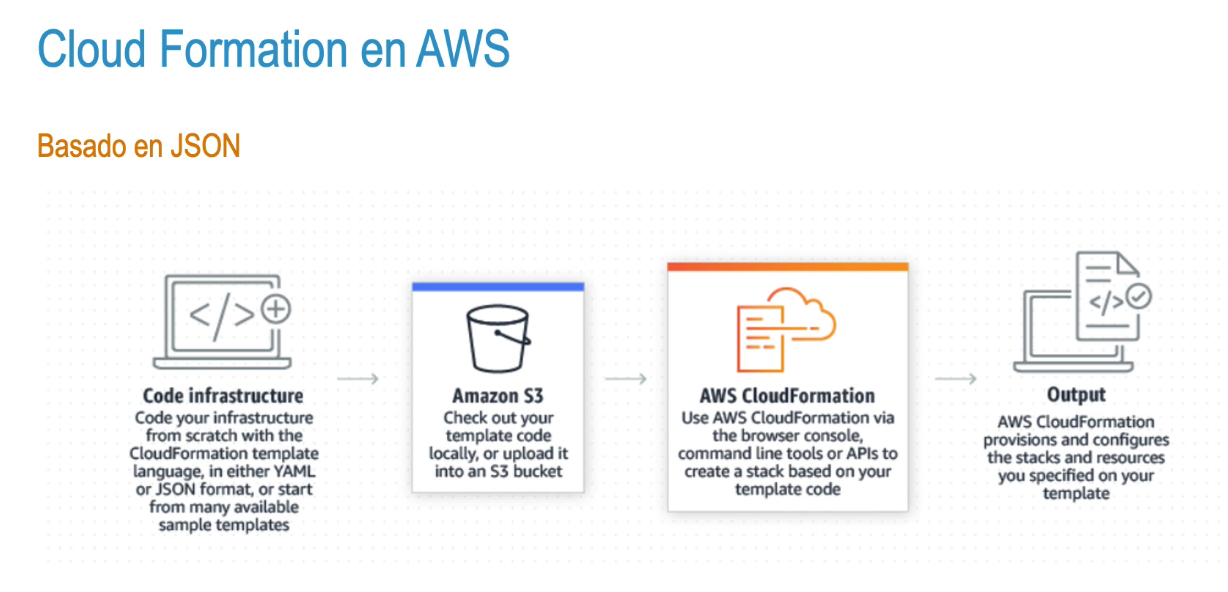 Cloud Formation en AWS
Basado en JSON
</>
Code infrastructure
Code your infrastructure
from scratch with the
CloudFormation template
language, in either YAML
or JSON format, or start
from many available
sample templates
Amazon S3
Check out your
template code
locally, or upload it
into an S3 bucket
AWS CloudFormation
Use AWS CloudFormation via
the browser console,
command line tools or APIs to
create a stack based on your
template code
</>
Output
AWS CloudFormation
provisions and configures
the stacks and resources
you specified on your
template